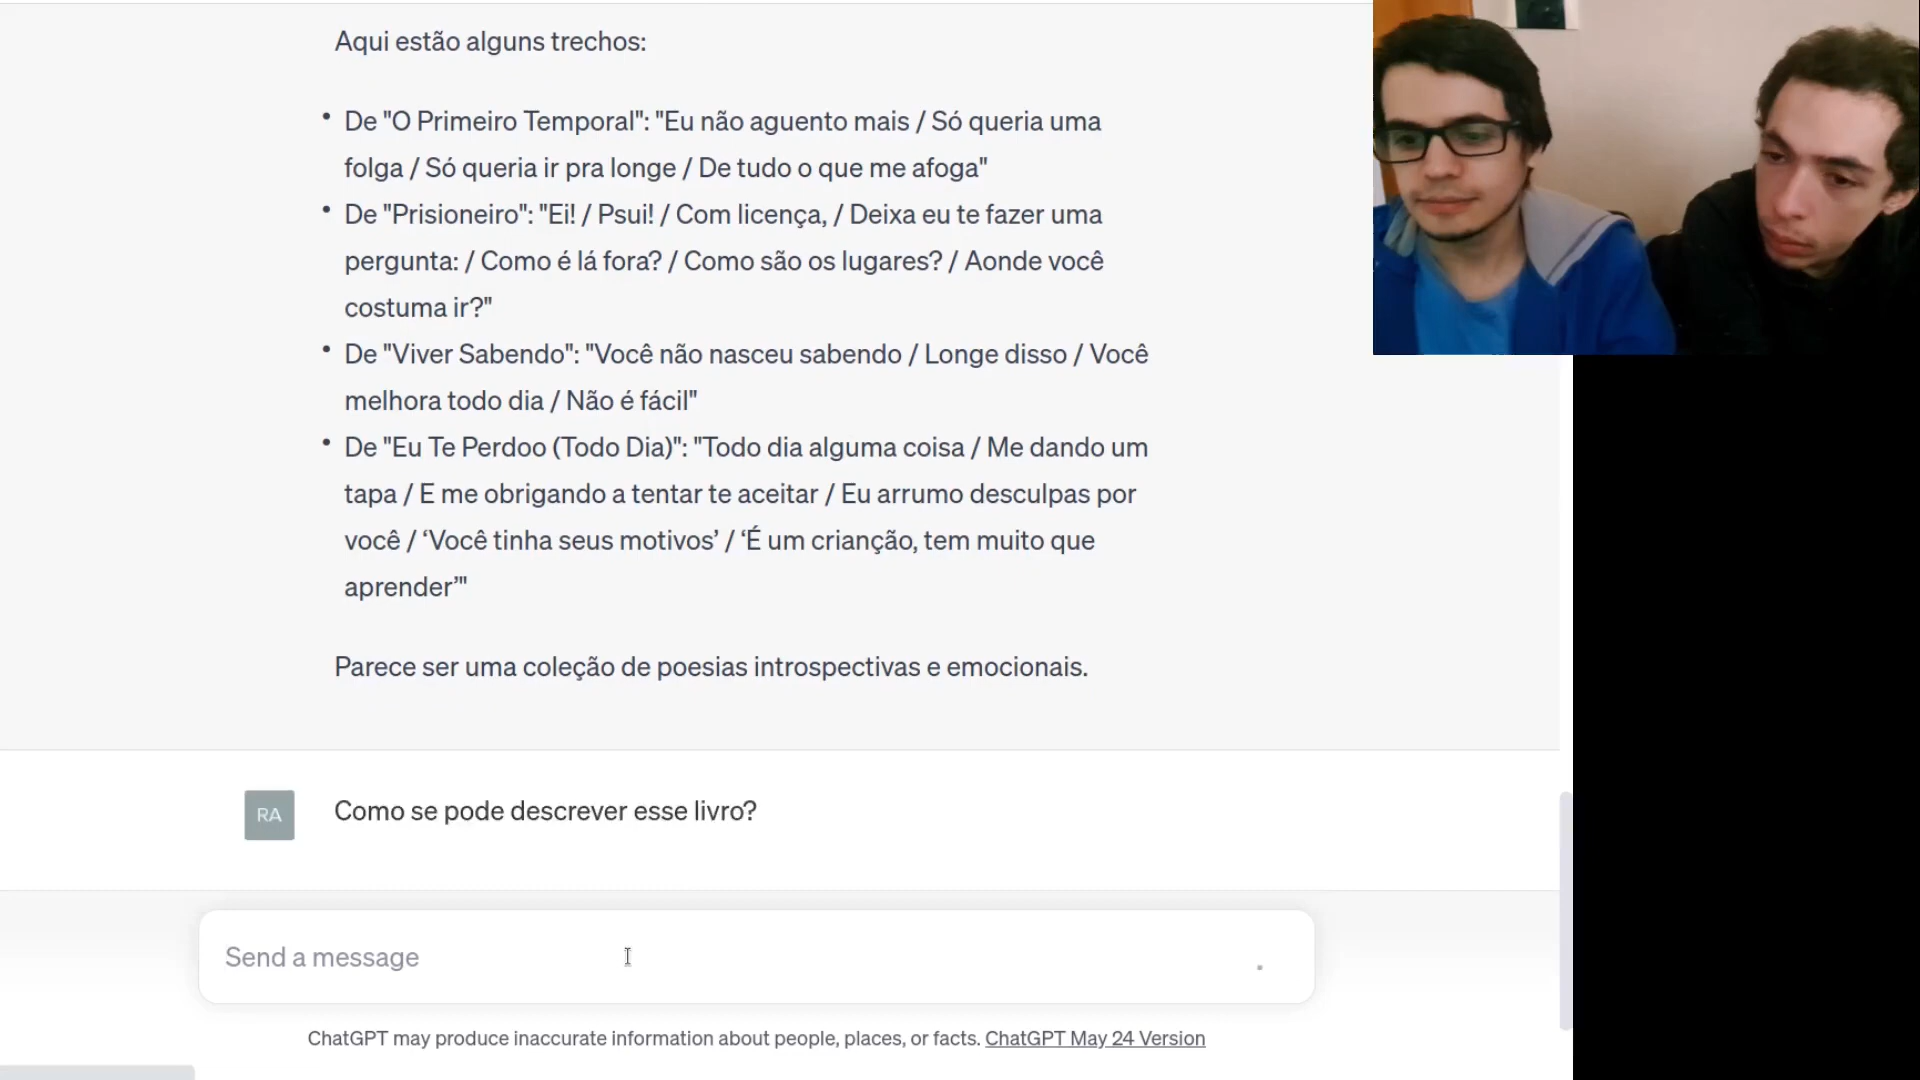 Aqui estão alguns trechos:
• De "O Primeiro Temporal": "Eu não aguento mais / Só queria uma
folga / Só queria ir pra longe / De tudo o que me afoga"
• De "Prisioneiro": "Ei! / Psui! / Com licença, / Deixa eu te fazer uma
pergunta: / Como é lá fora? / Como são os lugares? / Aonde você
costuma ir?"
• De "Viver Sabendo": "Você não nasceu sabendo / Longe disso / Você
melhora todo dia / Não é fácil"
• De "Eu Te Perdoo (Todo Dia)": "Todo dia alguma coisa / Me dando um
tapa / E me obrigando a tentar te aceitar / Eu arrumo desculpas por
você / ‘Você tinha seus motivos’ / ‘É um crianção, tem muito que
aprender’"
Parece ser uma coleção de poesias introspectivas e emocionais.
RA
Como se pode descrever esse livro?
Send a message
ChatGPT may produce inaccurate information about people, places, or facts. ChatGPT May 24 Version